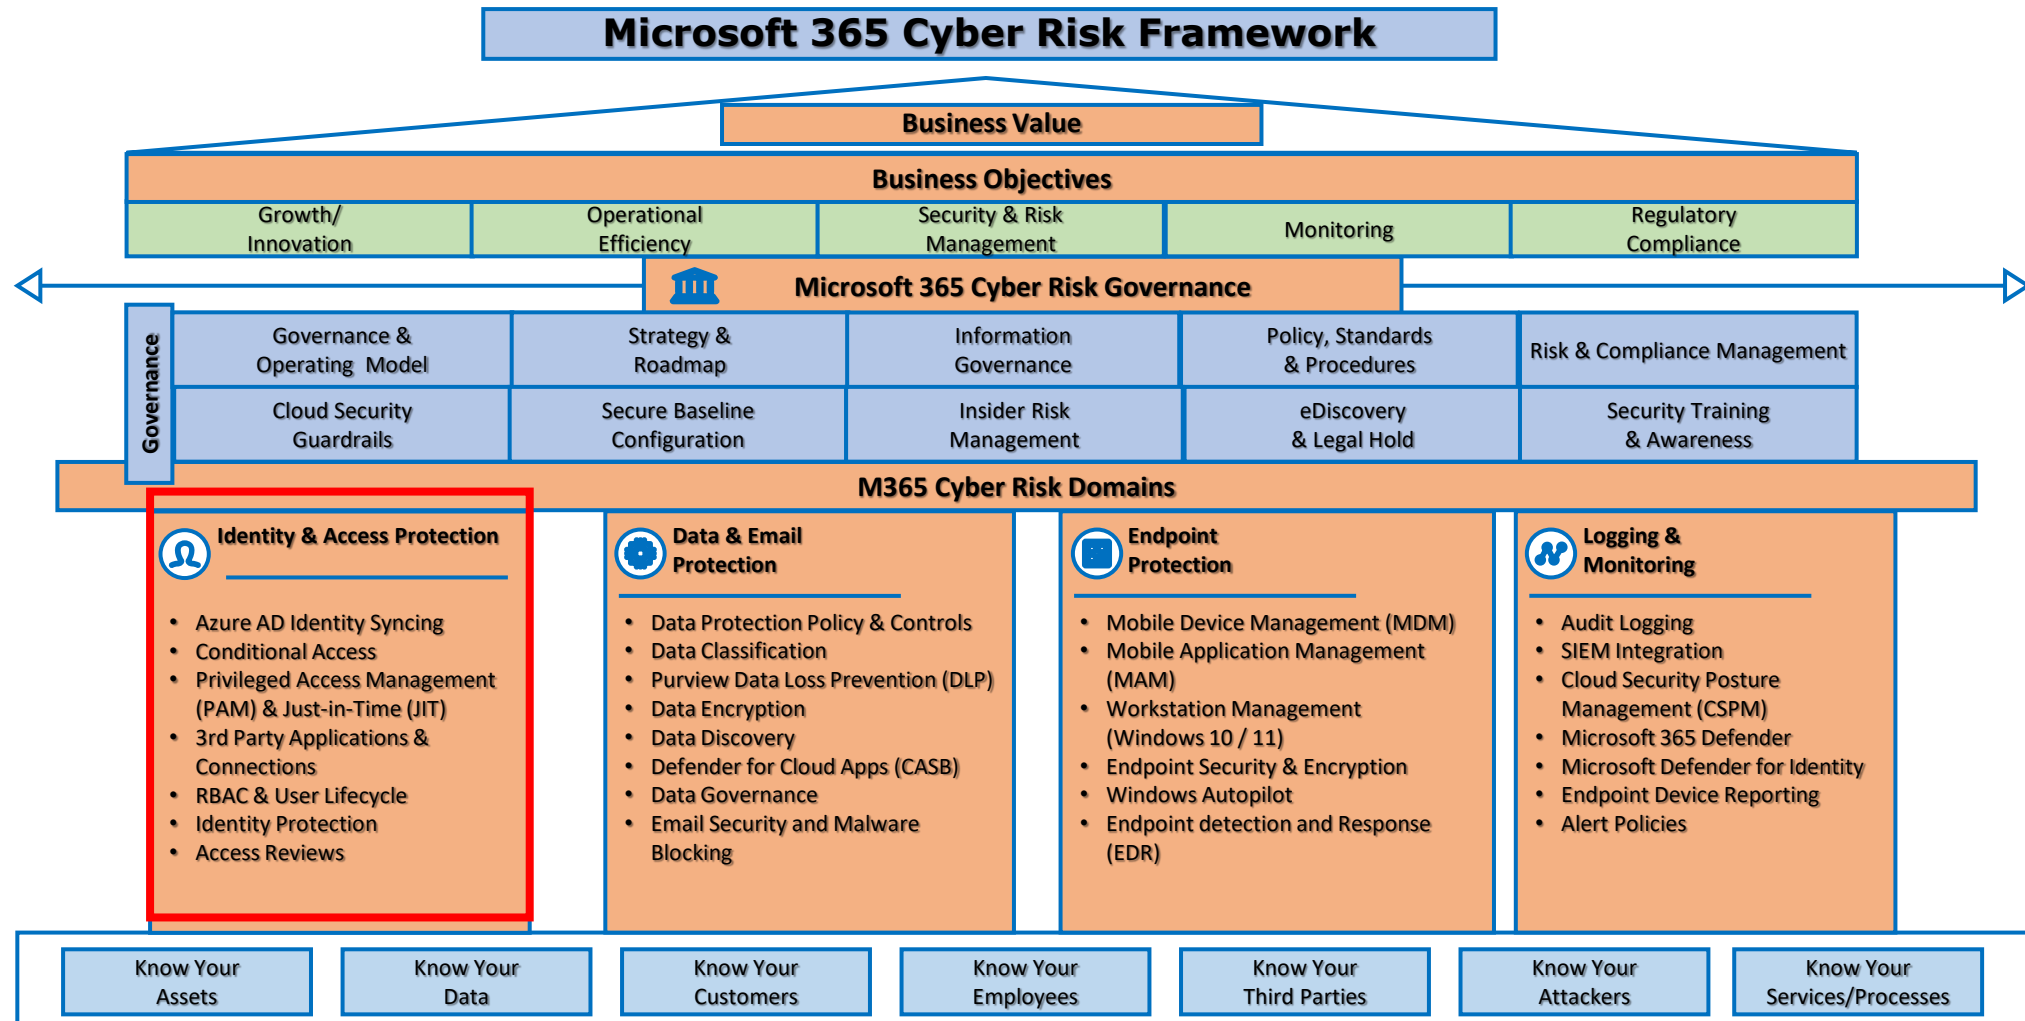 Microsoft 365 Cyber Risk Framework
Business Value
Business Objectives
Growth/
Innovation
Operational
Efficiency
Security & Risk
Management
Monitoring
Regulatory
Compliance
Microsoft 365 Cyber Risk Governance
Governance
Governance &
Operating Model
Strategy &
Roadmap
Information
Governance
Policy, Standards
& Procedures
Risk & Compliance Management
Cloud Security
Guardrails
Secure Baseline
Configuration
Insider Risk
Management
eDiscovery
& Legal Hold
Security Training
& Awareness
M365 Cyber Risk Domains
Identity & Access Protection
• Azure AD Identity Syncing
• Conditional Access
• Privileged Access Management
(PAM) & Just-in-Time (JIT)
• 3rd Party Applications &
Connections
• RBAC & User Lifecycle
• Identity Protection
• Access Reviews
Data & Email
Protection
• Data Protection Policy & Controls
• Data Classification
• Purview Data Loss Prevention (DLP)
• Data Encryption
• Data Discovery
• Defender for Cloud Apps (CASB)
• Data Governance
• Email Security and Malware
Blocking
Endpoint
Protection
• Mobile Device Management (MDM)
• Mobile Application Management
(MAM)
• Workstation Management
(Windows 10 / 11)
• Endpoint Security & Encryption
• Windows Autopilot
• Endpoint detection and Response
(EDR)
Logging &
Monitoring
• Audit Logging
• SIEM Integration
• Cloud Security Posture
Management (CSPM)
• Microsoft 365 Defender
• Microsoft Defender for Identity
• Endpoint Device Reporting
• Alert Policies
Know Your
Assets
Know Your
Data
Know Your
Customers
Know Your
Employees
Know Your
Third Parties
Know Your
Attackers
Know Your
Services/Processes